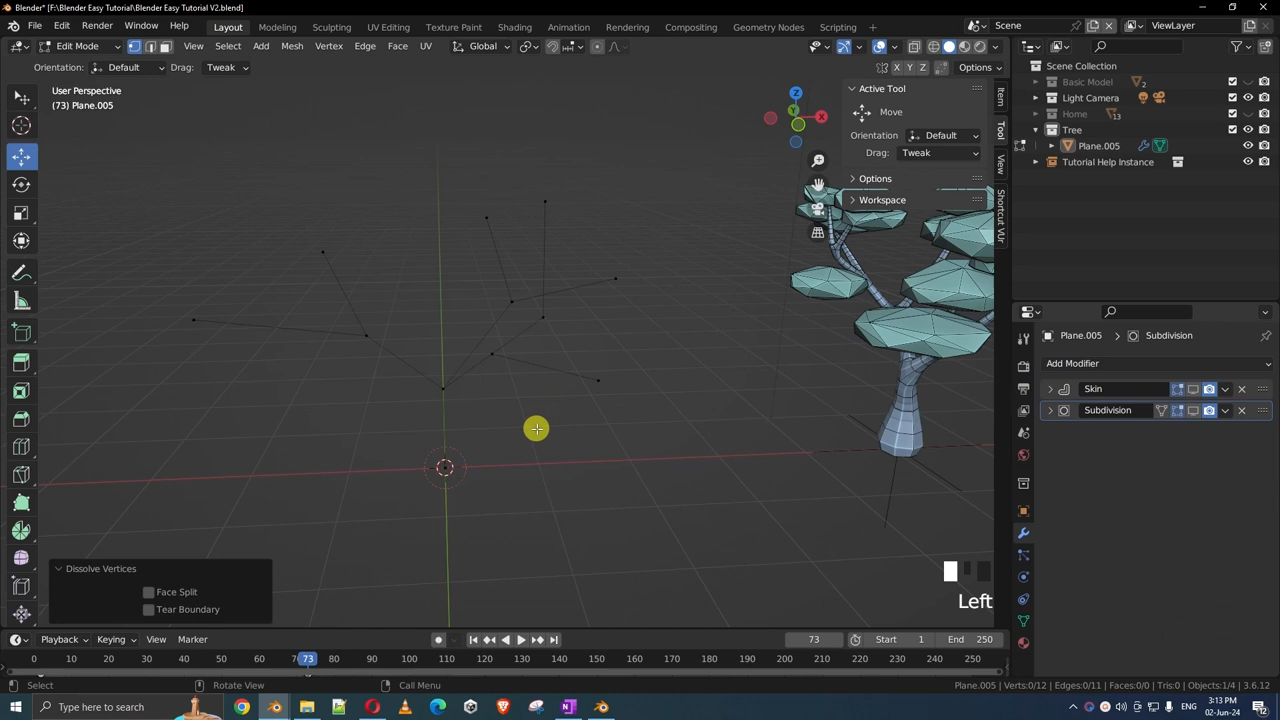 Blender* [F:\Blender Easy Tutorial\Blender Easy Tutorial V2.blend]
File Edit Render Window Help Layout Modeling Sculpting UV Editing Texture Paint Shading Animation Rendering Compositing Geometry Nodes Scripting Scene ViewLayer
Edit Mode View Select Add Mesh Vertex Edge Face UV Global
Orientation: Default Drag: Tweak X Y Z Options
User Perspective
(73) Plane.005
Active Tool
Move
Orientation Default
Drag: Tweak
Options
Workspace
Item
Tool
View
Shortcut VUr
Z
Y
X
Scene Collection
Basic Model 2
Light Camera
Home 13
Tree
Plane.005
Tutorial Help Instance
Plane.005 Subdivision
Add Modifier
Skin
Subdivision
Dissolve Vertices
Face Split
Tear Boundary
Left
Playback Keying View Marker 73 Start 1 End 250
0 10 20 30 40 50 60 73 80 90 100 110 120 130 140 150 160 170 180 190 200 210 220 230 240 250
Select Rotate View Call Menu Plane.005 | Verts:0/12 | Edges:0/11 | Faces:0/0 | Tris:0 | Objects:1/4 | 3.6.12
Type here to search 3:13 PM
02-Jun-24